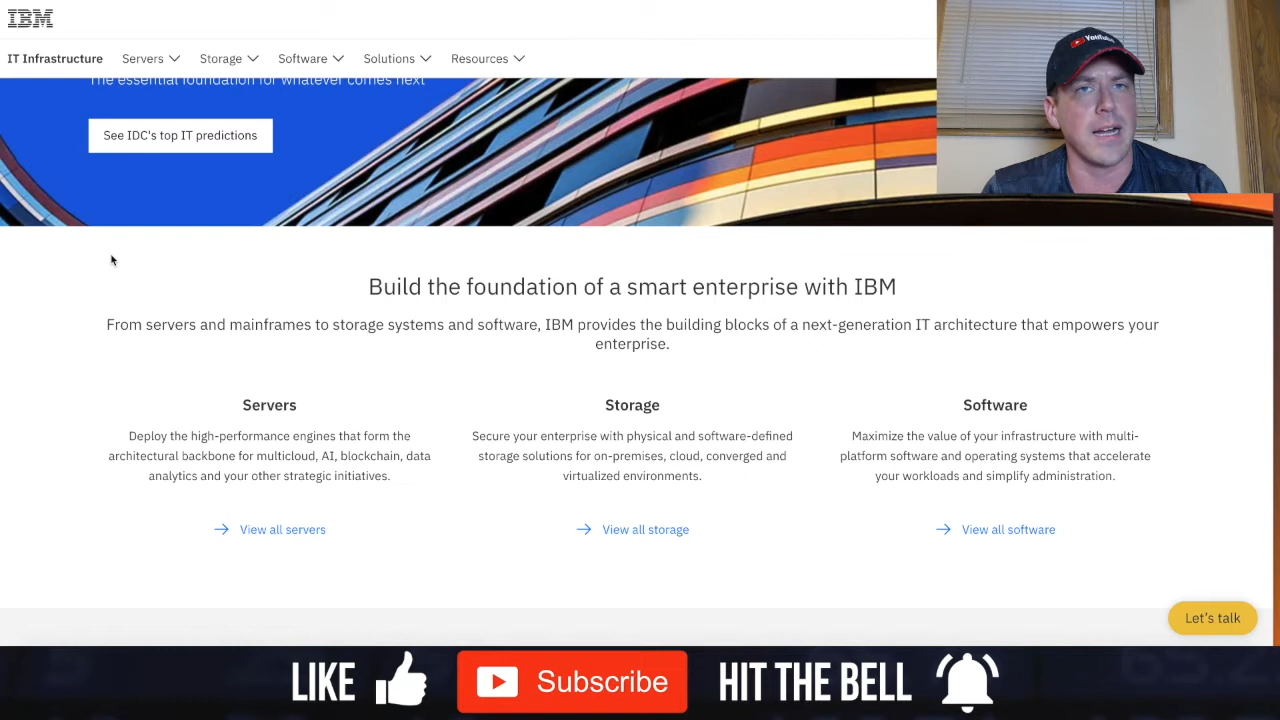 IBM
IT Infrastructure Servers Storage Software Solutions Resources
The essential foundation for whatever comes next
See IDC's top IT predictions
YouTube
Build the foundation of a smart enterprise with IBM
From servers and mainframes to storage systems and software, IBM provides the building blocks of a next-generation IT architecture that empowers your
enterprise.
Servers
Deploy the high-performance engines that form the
architectural backbone for multicloud, AI, blockchain, data
analytics and your other strategic initiatives.
View all servers
Storage
Secure your enterprise with physical and software-defined
storage solutions for on-premises, cloud, converged and
virtualized environments.
View all storage
Software
Maximize the value of your infrastructure with multi-
platform software and operating systems that accelerate
your workloads and simplify administration.
View all software
Let's talk
LIKE Subscribe HIT THE BELL